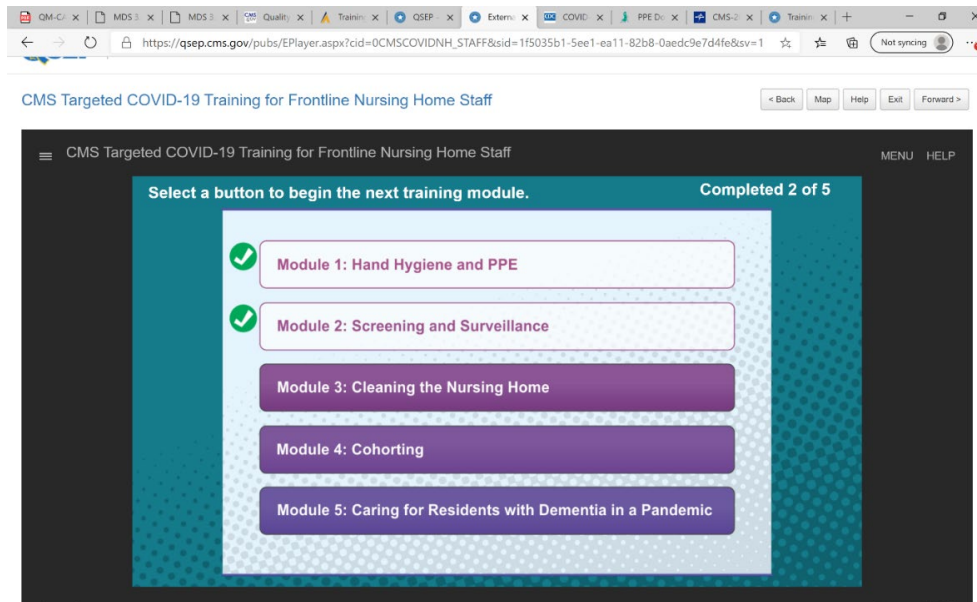 QM-CA
MDS 3
MDS 3
Quality
Trainin
QSEP -
Externa
COVID
PPE Do
CMS-2
Trainin
https://qsep.cms.gov/pubs/EPlayer.aspx?cid=0CMSCOVIDNH_STAFF&sid=1f5035b1-5ee1-ea11-82b8-0aedc9e7d4fe&sv=1
Not syncing
CMS Targeted COVID-19 Training for Frontline Nursing Home Staff
< Back Map Help Exit Forward >
CMS Targeted COVID-19 Training for Frontline Nursing Home Staff
MENU HELP
Select a button to begin the next training module.
Completed 2 of 5
Module 1: Hand Hygiene and PPE
Module 2: Screening and Surveillance
Module 3: Cleaning the Nursing Home
Module 4: Cohorting
Module 5: Caring for Residents with Dementia in a Pandemic